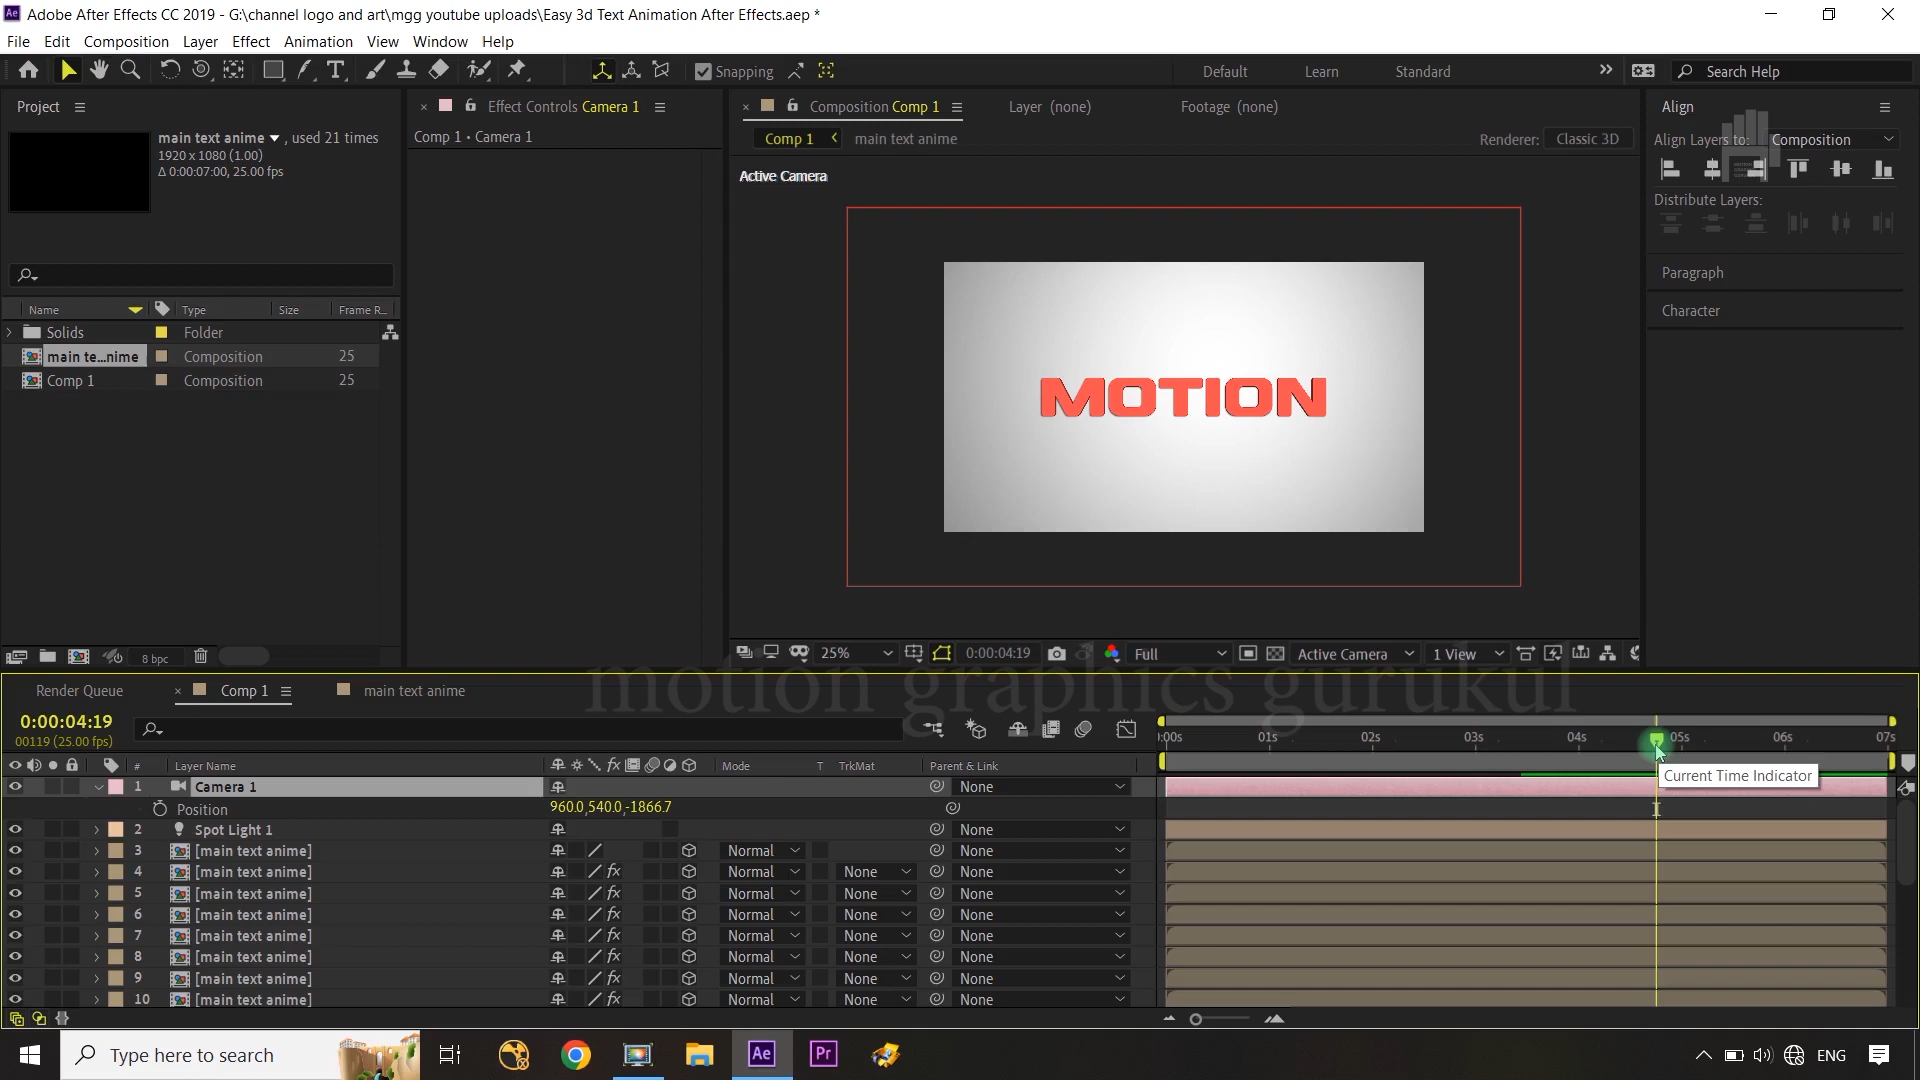 Adobe After Effects CC 2019 - G:\channel logo and art\mgg youtube uploads\Easy 3d Text Animation After Effects.aep *
File Edit Composition Layer Effect Animation View Window Help
Snapping Default Learn Standard Search Help
Project Effect Controls Camera 1 Composition Comp 1 Layer (none) Footage (none) Align
main text anime , used 21 times
1920 x 1080 (1.00)
Δ 0:00:07:00, 25.00 fps
Comp 1 • Camera 1
Comp 1 main text anime Renderer: Classic 3D
Align Layers to: Composition
Active Camera
Distribute Layers:
Paragraph
Character
Name Type Size Frame R...
Solids Folder
main te...nime Composition 25
Comp 1 Composition 25
MOTION
8 bpc
25% 0:00:04:19 Full Active Camera 1 View
motion graphics gurukul
Render Queue Comp 1 main text anime
0:00:04:19
00119 (25.00 fps)
:00s 01s 02s 03s 04s 05s 06s 07s
# Layer Name Mode T TrkMat Parent & Link
Current Time Indicator
1 Camera 1 None
Position 960.0,540.0,-1866.7
2 Spot Light 1 None
3 [main text anime] Normal None
4 [main text anime] Normal None None
5 [main text anime] Normal None None
6 [main text anime] Normal None None
7 [main text anime] Normal None None
8 [main text anime] Normal None None
9 [main text anime] Normal None None
10 [main text anime] Normal None None
Type here to search Ae Pr ENG